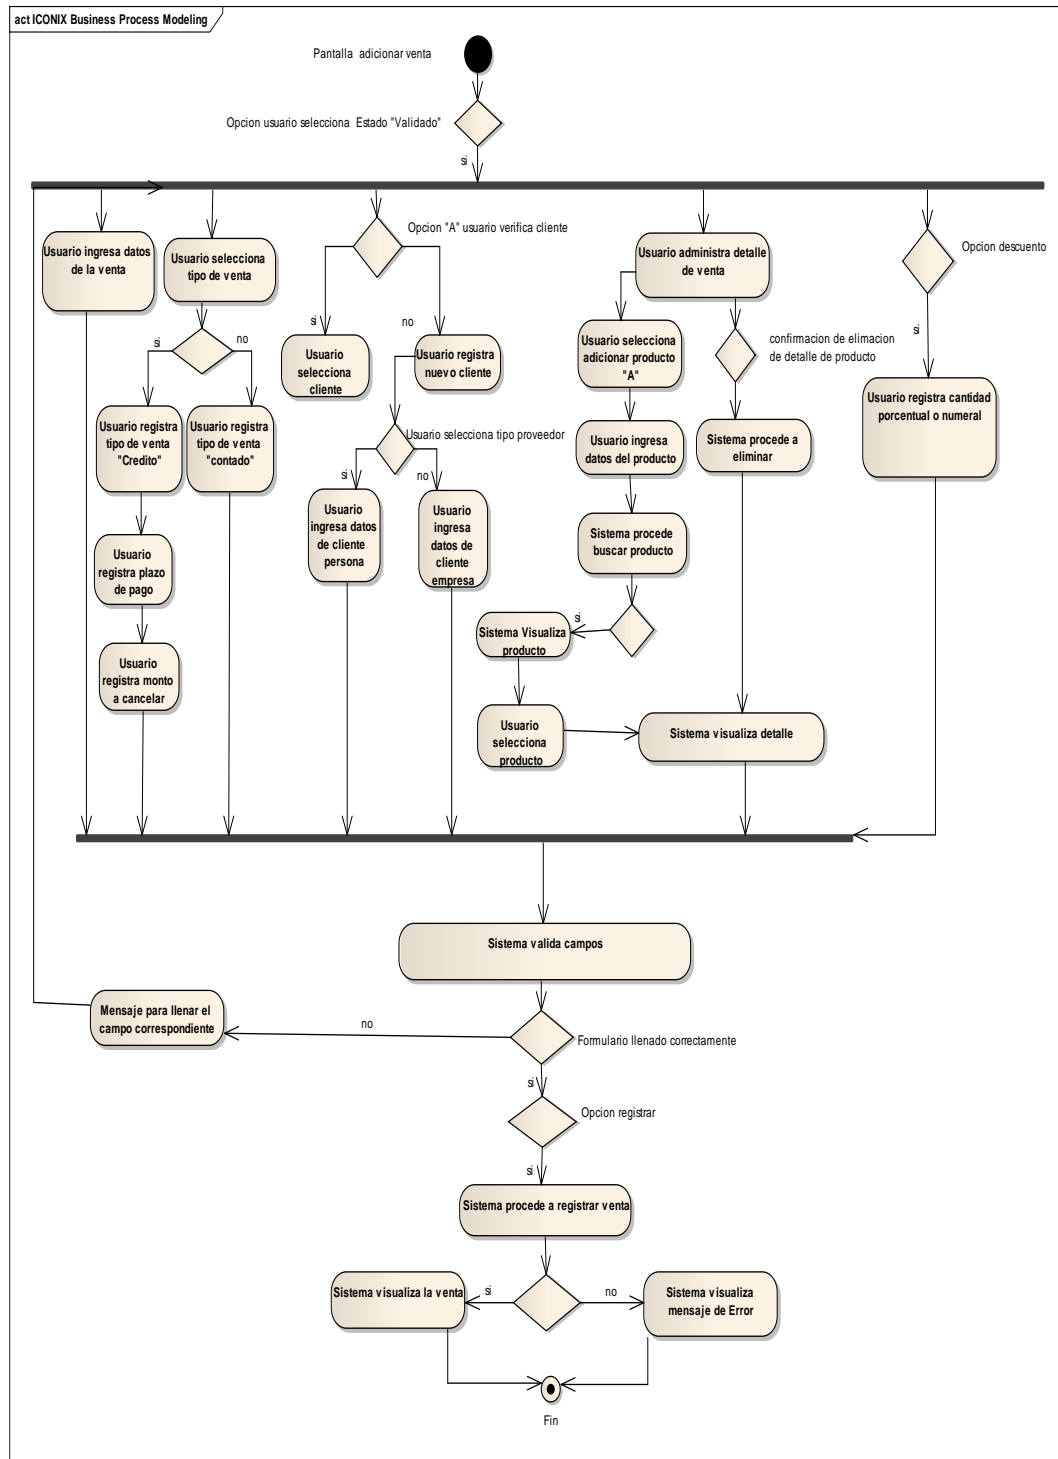 act ICONIX Business Process Modeling
Pantalla adicionar venta
Opcion usuario selecciona Estado "Validado"
si
Usuario ingresa datos
de la venta
Usuario selecciona
tipo de venta
si
no
Usuario registra
tipo de venta
"Credito"
Usuario registra
tipo de venta
"contado"
Usuario
registra plazo
de pago
Usuario
registra monto
a cancelar
Opcion "A" usuario verifica cliente
si
no
Usuario
selecciona
cliente
Usuario registra
nuevo cliente
Usuario selecciona tipo proveedor
si
no
Usuario
ingresa datos
de cliente
persona
Usuario
ingresa
datos de
cliente
empresa
Usuario administra detalle
de venta
Usuario selecciona
adicionar producto
"A"
confirmacion de elimacion
de detalle de producto
Usuario ingresa
datos del producto
Sistema procede a
eliminar
Sistema procede
buscar producto
si
Sistema Visualiza
producto
Usuario
selecciona
producto
Sistema visualiza detalle
Opcion descuento
si
Usuario registra cantidad
porcentual o numeral
Sistema valida campos
Mensaje para llenar el
campo correspondiente
no
Formulario llenado correctamente
si
Opcion registrar
si
Sistema procede a registrar venta
Sistema visualiza la venta
si
no
Sistema visualiza
mensaje de Error
Fin